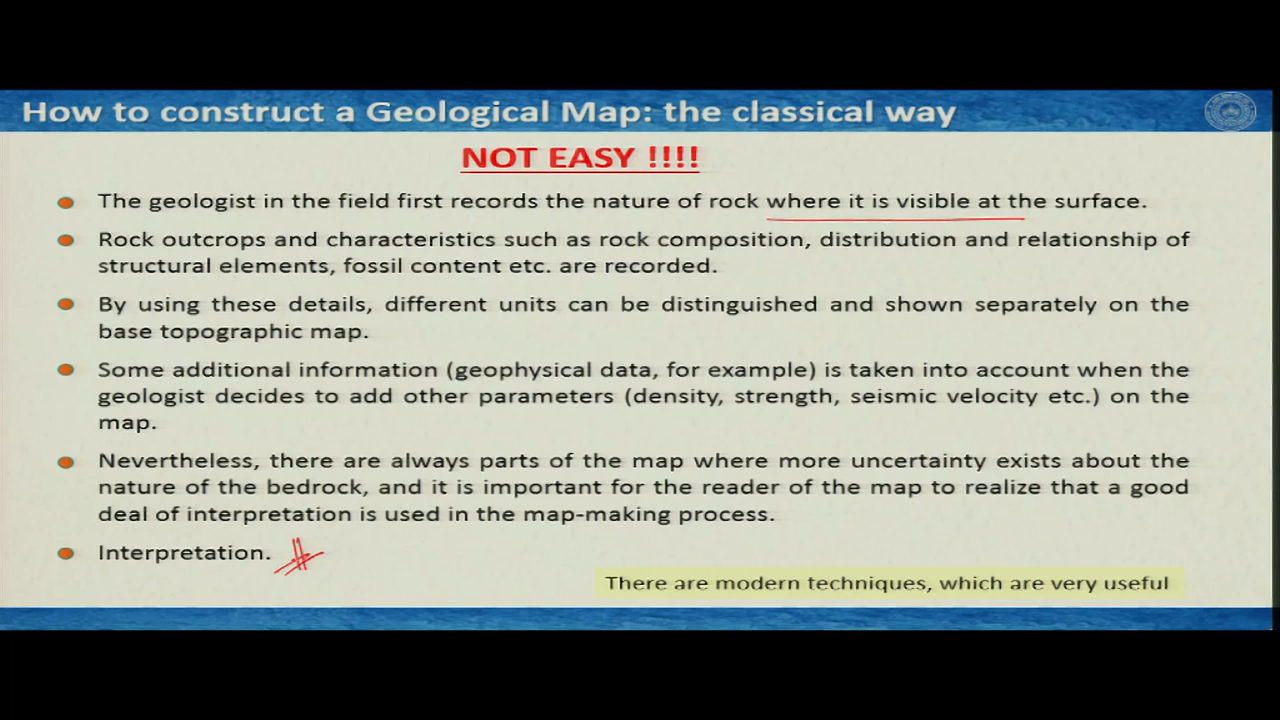 How to construct a Geological Map: the classical way
NOT EASY !!!!
The geologist in the field first records the nature of rock where it is visible at the surface.
Rock outcrops and characteristics such as rock composition, distribution and relationship of
structural elements, fossil content etc. are recorded.
By using these details, different units can be distinguished and shown separately on the
base topographic map.
Some additional information (geophysical data, for example) is taken into account when the
geologist decides to add other parameters (density, strength, seismic velocity etc.) on the
map.
Nevertheless, there are always parts of the map where more uncertainty exists about the
nature of the bedrock, and it is important for the reader of the map to realize that a good
deal of interpretation is used in the map-making process.
Interpretation.
There are modern techniques, which are very useful